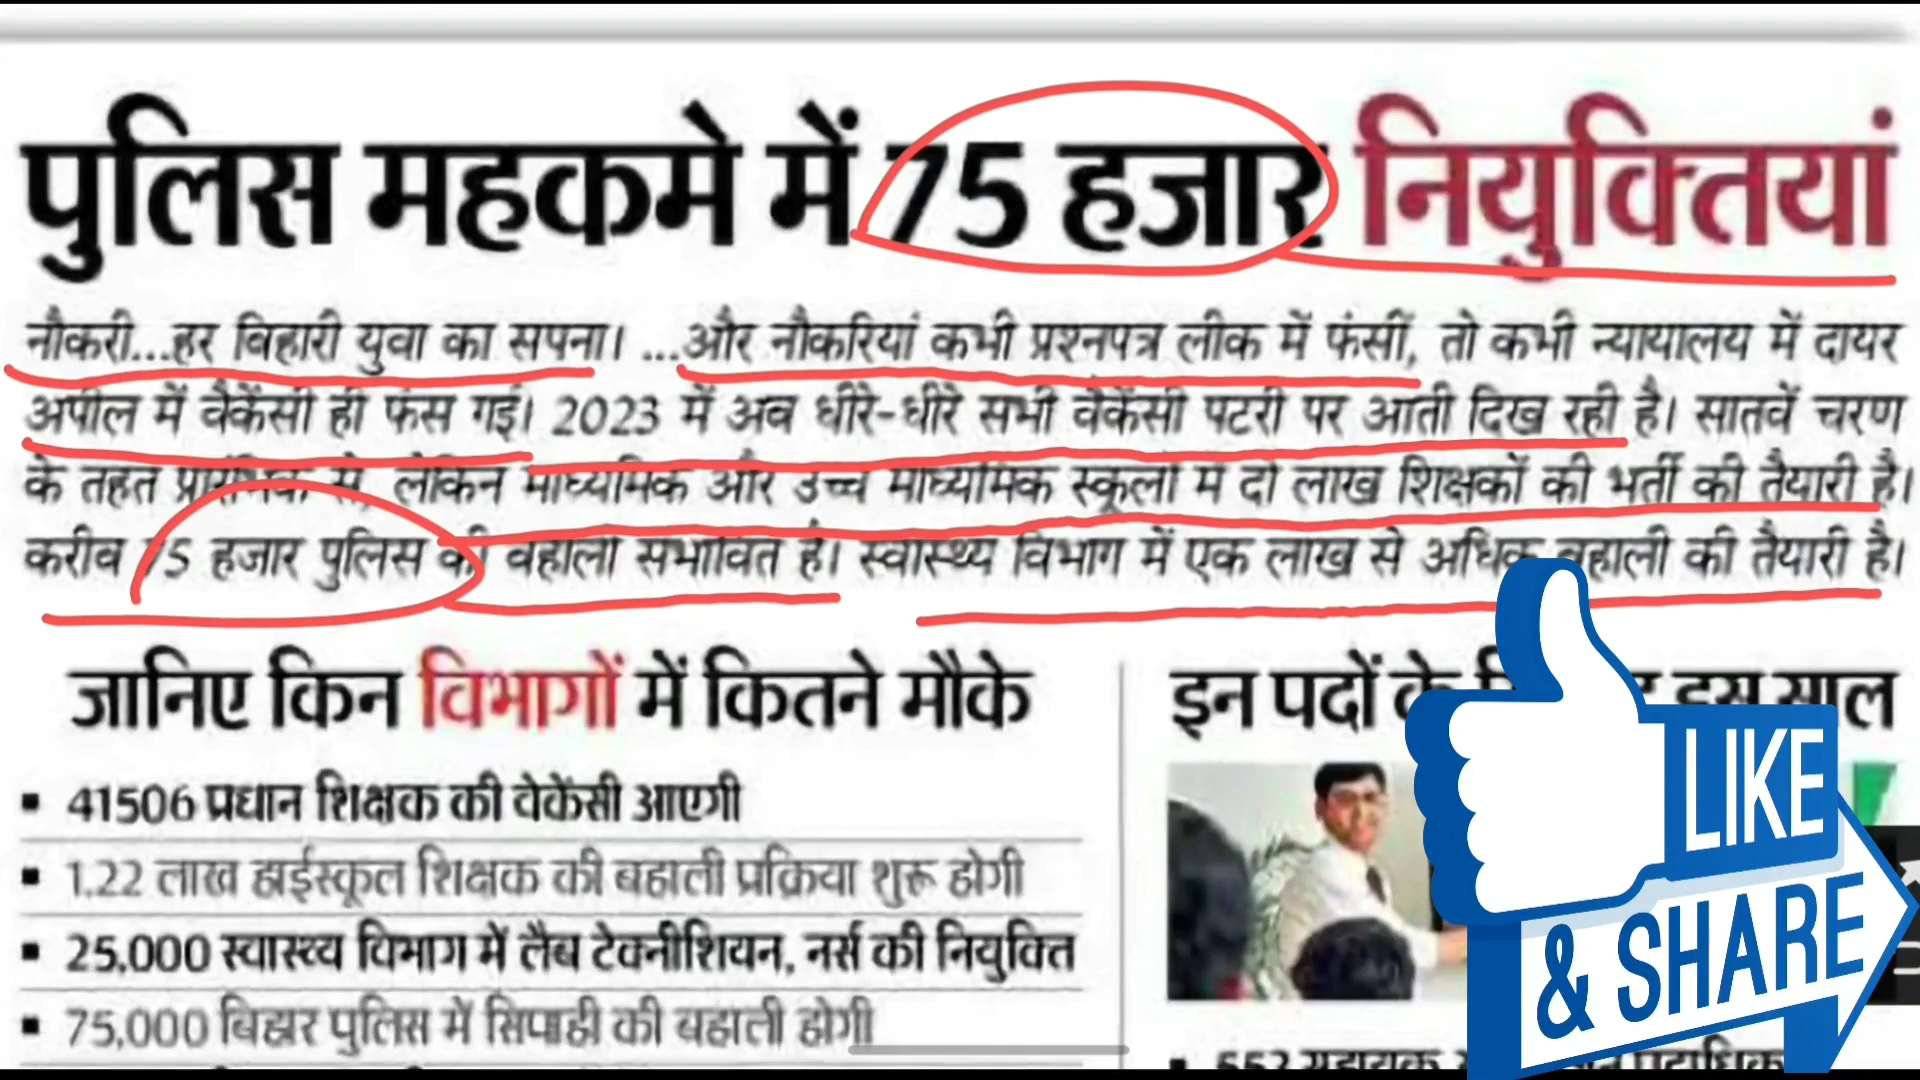 पुलिस महकमे में 75 हजार नियुक्तियां
नौकरी...हर बिहारी युवा का सपना। ...और नौकरियां कभी प्रश्नपत्र लीक में फंसीं, तो कभी न्यायालय में दायर
अपील में वैकेंसी ही फंस गई। 2023 में अब धीरे-धीरे सभी वेकेंसी पटरी पर आती दिख रही है। सातवें चरण
के तहत प्रारंभिक से, लेकिन माध्यमिक और उच्च माध्यमिक स्कूलों में दो लाख शिक्षकों की भर्ती की तैयारी है।
करीब 75 हजार पुलिस की बहाली संभावित है। स्वास्थ्य विभाग में एक लाख से अधिक बहाली की तैयारी है।
जानिए किन विभागों में कितने मौके
▪ 41506 प्रधान शिक्षक की वेकेंसी आएगी
▪ 1.22 लाख हाईस्कूल शिक्षक की बहाली प्रक्रिया शुरू होगी
▪ 25,000 स्वास्थ्य विभाग में लैब टेक्नीशियन, नर्स की नियुक्ति
▪ 75,000 बिहार पुलिस में सिपाही की बहाली होगी
इन पदों के इस साल
▪ 553
LIKE
& SHARE